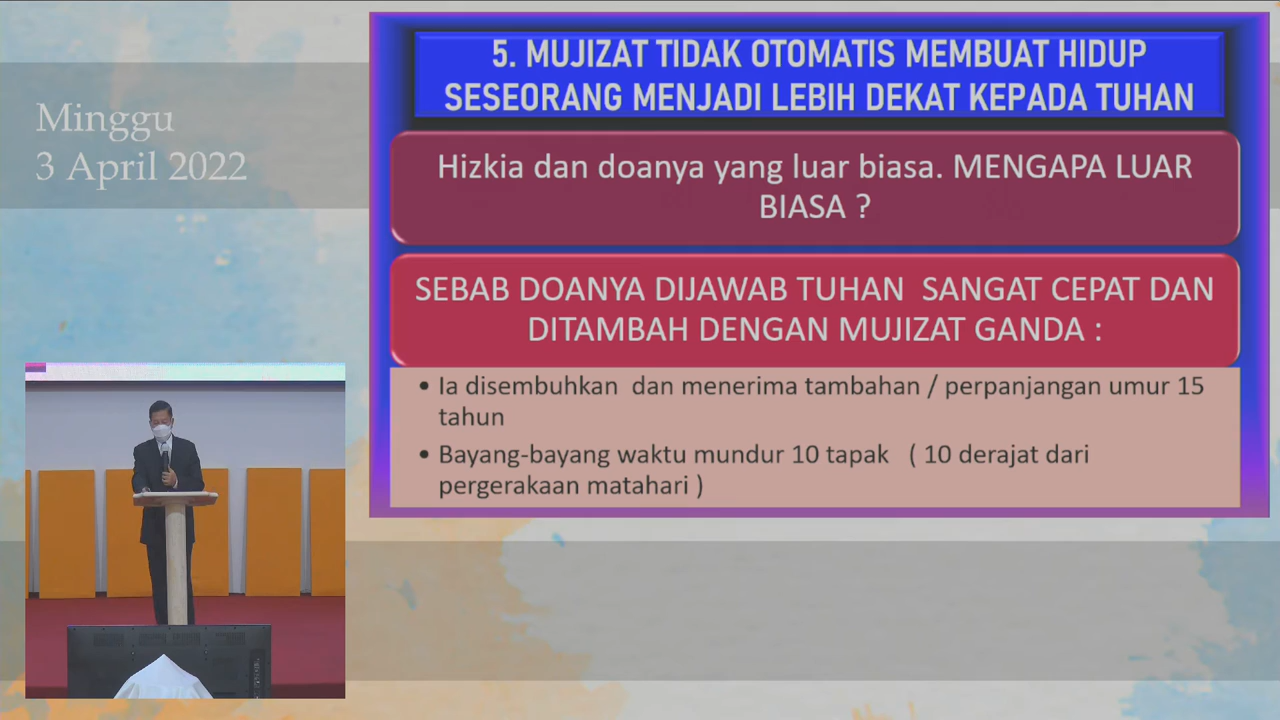 Minggu
3 April 2022
5. MUJIZAT TIDAK OTOMATIS MEMBUAT HIDUP
SESEORANG MENJADI LEBIH DEKAT KEPADA TUHAN
Hizkia dan doanya yang luar biasa. MENGAPA LUAR
BIASA ?
SEBAB DOANYA DIJAWAB TUHAN SANGAT CEPAT DAN
DITAMBAH DENGAN MUJIZAT GANDA :
• Ia disembuhkan dan menerima tambahan / perpanjangan umur 15
tahun
• Bayang-bayang waktu mundur 10 tapak ( 10 derajat dari
pergerakaan matahari )